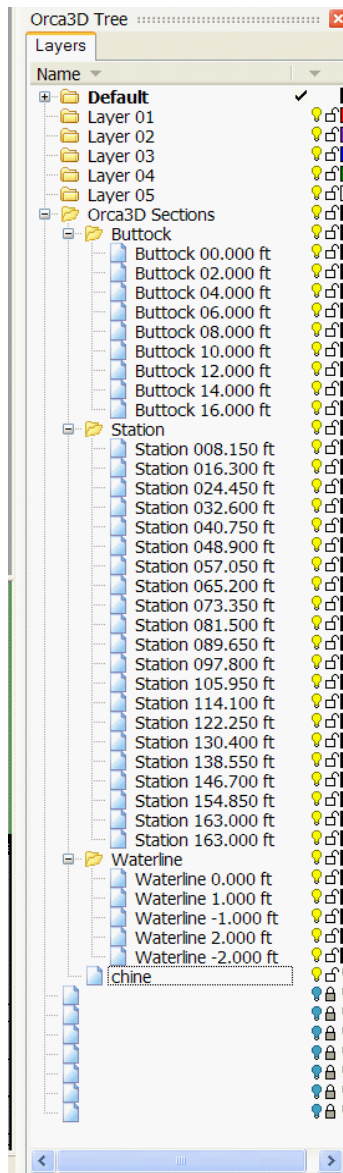 Orca3D Tree
Layers
Name
Default
Layer 01
Layer 02
Layer 03
Layer 04
Layer 05
Orca3D Sections
Buttock
Buttock 00.000 ft
Buttock 02.000 ft
Buttock 04.000 ft
Buttock 06.000 ft
Buttock 08.000 ft
Buttock 10.000 ft
Buttock 12.000 ft
Buttock 14.000 ft
Buttock 16.000 ft
Station
Station 008.150 ft
Station 016.300 ft
Station 024.450 ft
Station 032.600 ft
Station 040.750 ft
Station 048.900 ft
Station 057.050 ft
Station 065.200 ft
Station 073.350 ft
Station 081.500 ft
Station 089.650 ft
Station 097.800 ft
Station 105.950 ft
Station 114.100 ft
Station 122.250 ft
Station 130.400 ft
Station 138.550 ft
Station 146.700 ft
Station 154.850 ft
Station 163.000 ft
Station 163.000 ft
Waterline
Waterline 0.000 ft
Waterline 1.000 ft
Waterline -1.000 ft
Waterline 2.000 ft
Waterline -2.000 ft
chine